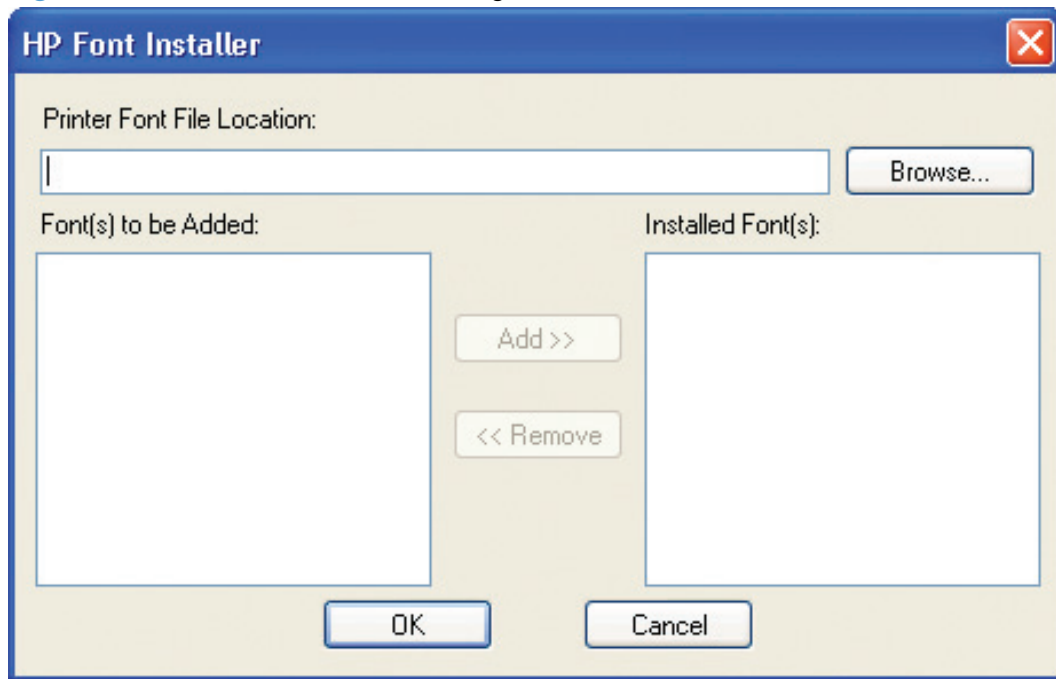 HP Font Installer
Printer Font File Location:
Browse...
Font(s) to be Added:
Installed Font(s):
Add >>
<< Remove
OK
Cancel